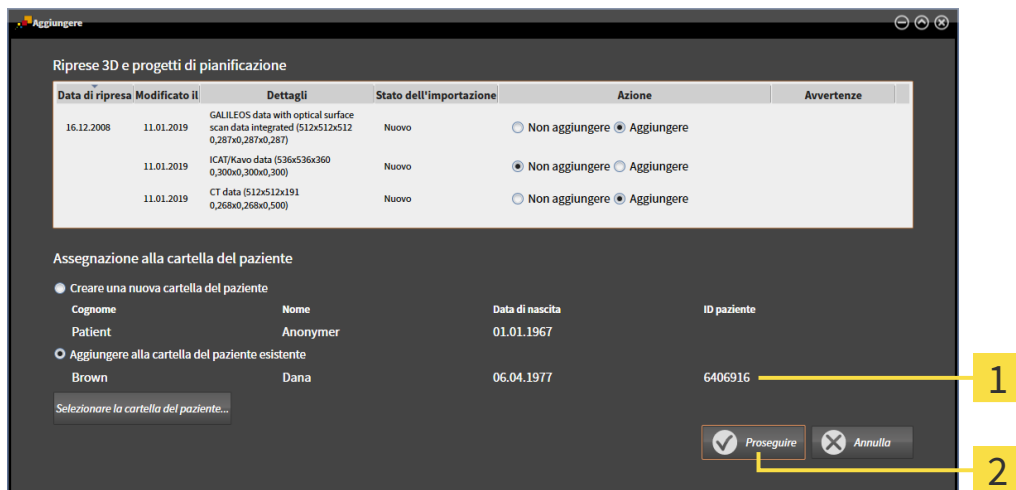 Aggiungere
Riprese 3D e progetti di pianificazione
Data di ripresa Modificato il Dettagli Stato dell'importazione Azione Avvertenze
16.12.2008 11.01.2019 GALILEOS data with optical surface scan data integrated (512x512x512 0,287x0,287x0,287) Nuovo Non aggiungere Aggiungere
11.01.2019 ICAT/Kavo data (536x536x360 0,300x0,300x0,300) Nuovo Non aggiungere Aggiungere
11.01.2019 CT data (512x512x191 0,268x0,268x0,500) Nuovo Non aggiungere Aggiungere
Assegnazione alla cartella del paziente
Creare una nuova cartella del paziente
Cognome Nome Data di nascita ID paziente
Patient Anonymer 01.01.1967
Aggiungere alla cartella del paziente esistente
Brown Dana 06.04.1977 6406916 1
Selezionare la cartella del paziente...
Proseguire Annulla
2